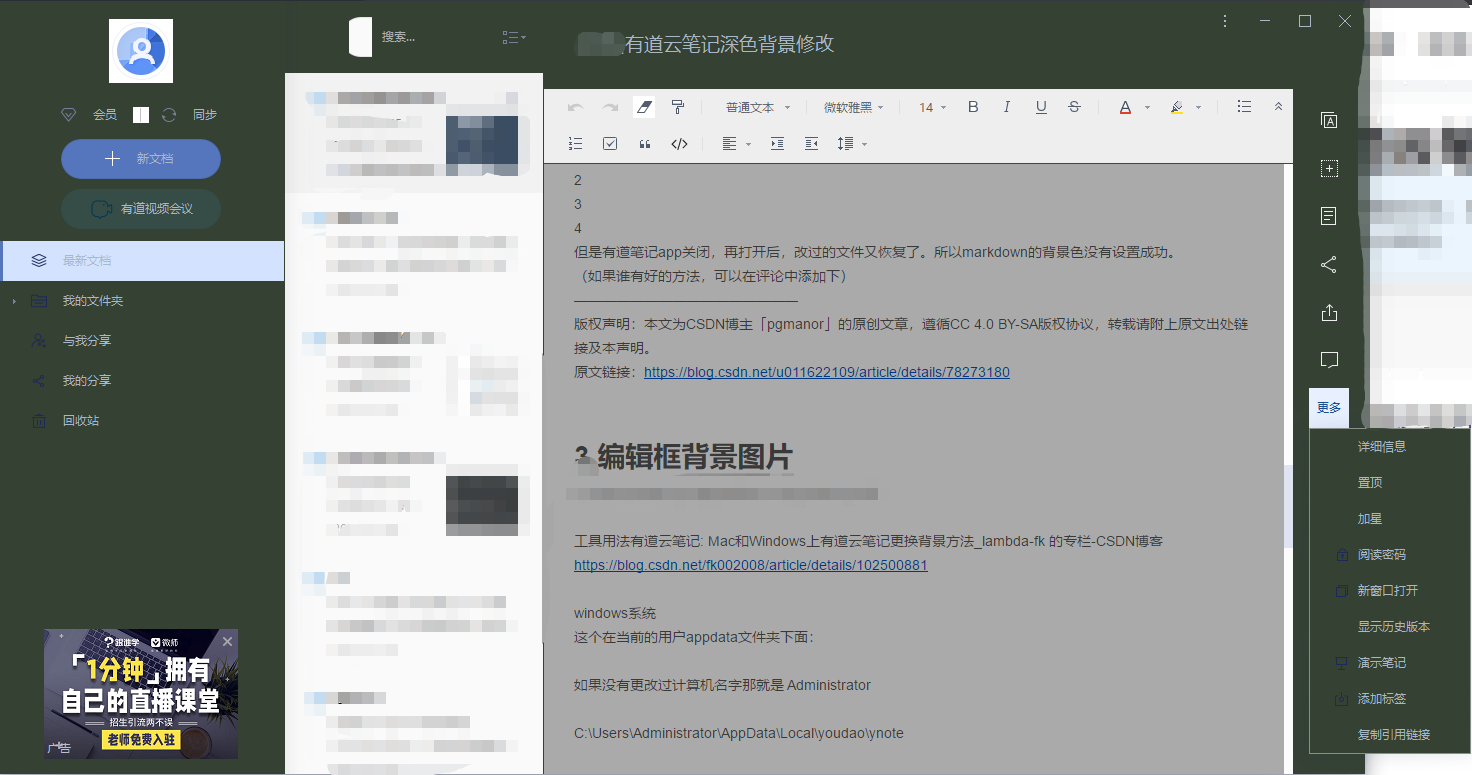 会员
同步
新文档
有道视频会议
最新文档
我的文件夹
与我分享
我的分享
回收站
跟谁学 微师
「1分钟」拥有
自己的直播课堂
招生引流两不误
老师免费入驻
广告
搜索...
有道云笔记深色背景修改
普通文本
微软雅黑
14
B
I
U
S
A
2
3
4
但是有道笔记app关闭，再打开后，改过的文件又恢复了。所以markdown的背景色没有设置成功。
（如果谁有好的方法，可以在评论中添加下）
————————————————
版权声明：本文为CSDN博主「pgmanor」的原创文章，遵循CC 4.0 BY-SA版权协议，转载请附上原文出处链
接及本声明。
原文链接：https://blog.csdn.net/u011622109/article/details/78273180
3 编辑框背景图片
工具用法有道云笔记: Mac和Windows上有道云笔记更换背景方法_lambda-fk 的专栏-CSDN博客
https://blog.csdn.net/fk002008/article/details/102500881
windows系统
这个在当前的用户appdata文件夹下面：
如果没有更改过计算机名字那就是 Administrator
C:\Users\Administrator\AppData\Local\youdao\ynote
更多
详细信息
置顶
加星
阅读密码
新窗口打开
显示历史版本
演示笔记
添加标签
复制引用链接